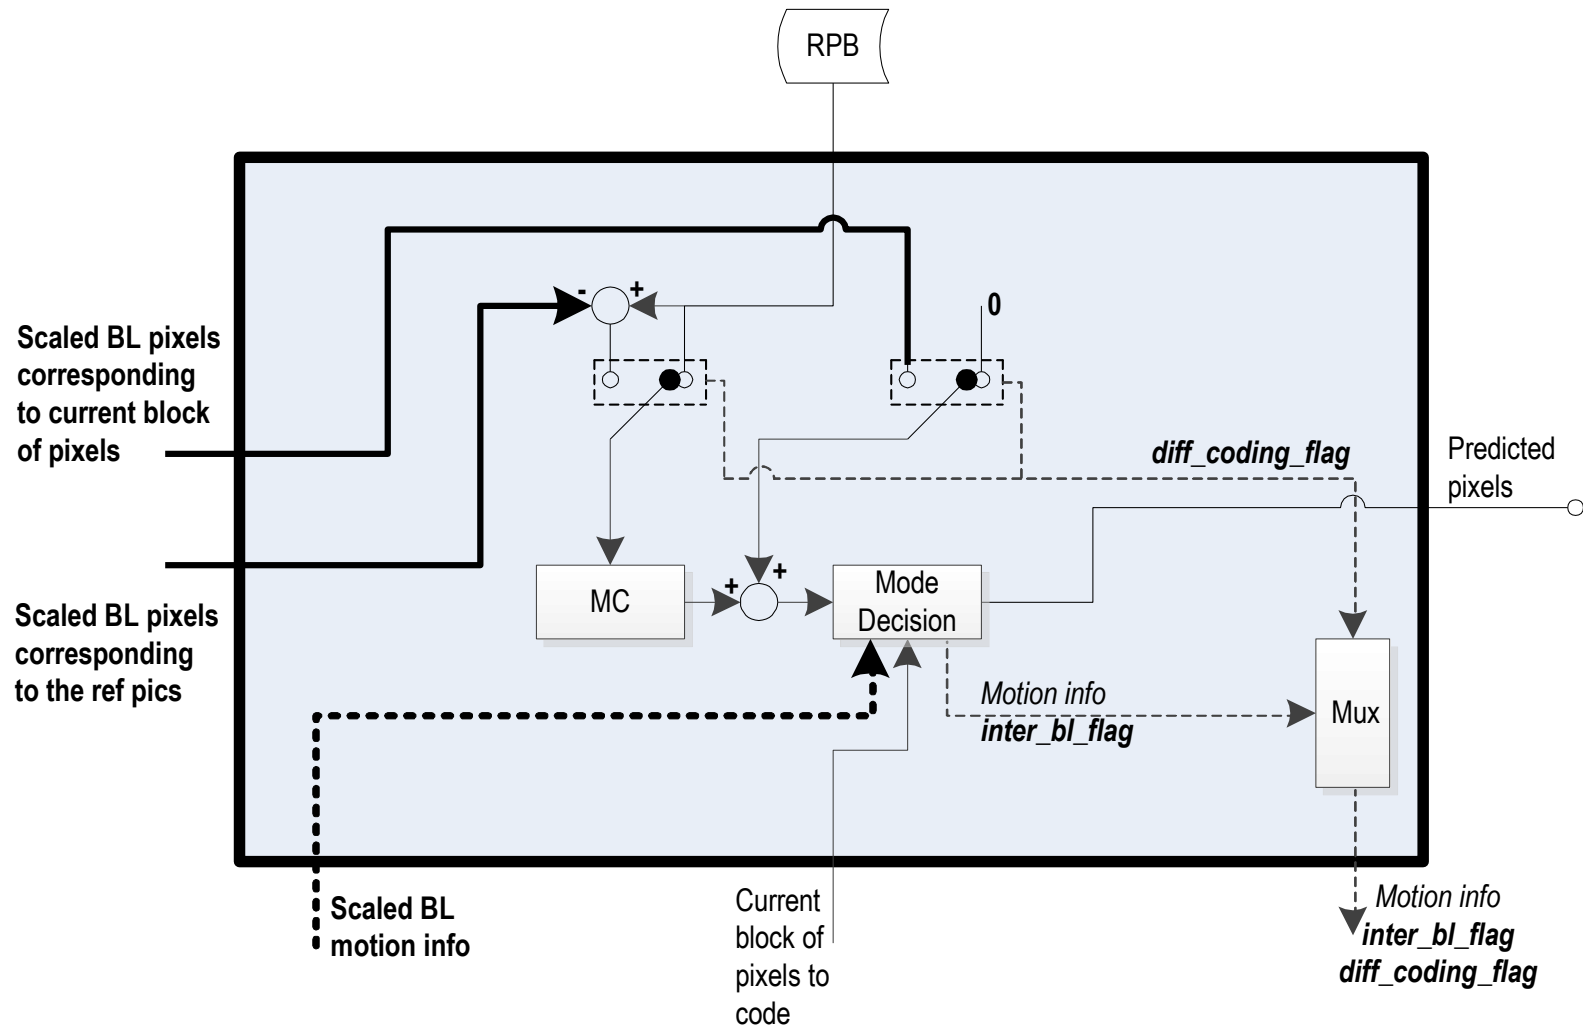 RPB
-
+
0
Scaled BL pixels
corresponding
to current block
of pixels
diff_coding_flag
Predicted
pixels
Scaled BL pixels
corresponding
to the ref pics
MC
+
+
Mode
Decision
Motion info
inter_bl_flag
Mux
Scaled BL
motion info
Current
block of
pixels to
code
Motion info
inter_bl_flag
diff_coding_flag